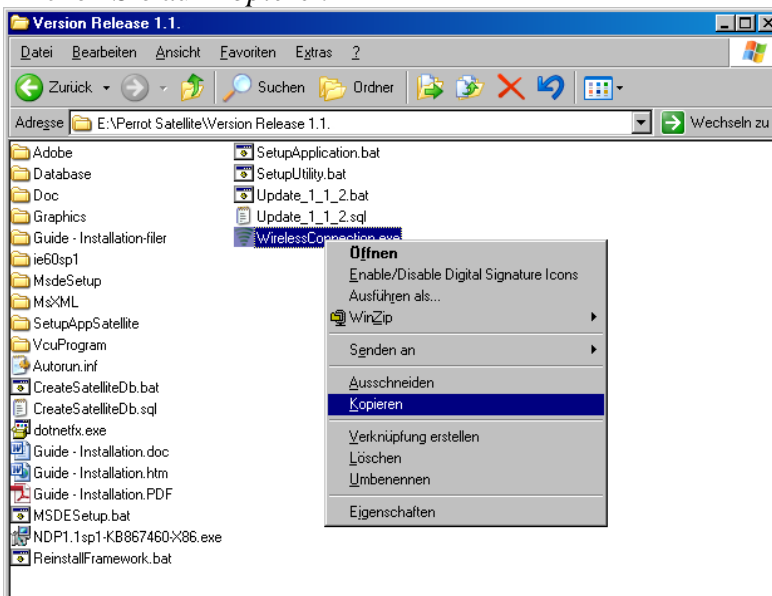 Version Release 1.1.
Datei Bearbeiten Ansicht Favoriten Extras ?
Zurück Suchen Ordner
Adresse E:\Perrot Satellite\Version Release 1.1. Wechseln zu
Adobe
Database
Doc
Graphics
Guide - Installation-filer
ie60sp1
MsdeSetup
MsXML
SetupAppSatellite
VcuProgram
Autorun.inf
CreateSatelliteDb.bat
CreateSatelliteDb.sql
dotnetfx.exe
Guide - Installation.doc
Guide - Installation.htm
Guide - Installation.PDF
MSDESetup.bat
NDP1.1sp1-KB867460-X86.exe
ReinstallFramework.bat
SetupApplication.bat
SetupUtility.bat
Update_1_1_2.bat
Update_1_1_2.sql
WirelessConnection.exe
Öffnen
Enable/Disable Digital Signature Icons
Ausführen als...
WinZip
Senden an
Ausschneiden
Kopieren
Verknüpfung erstellen
Löschen
Umbenennen
Eigenschaften